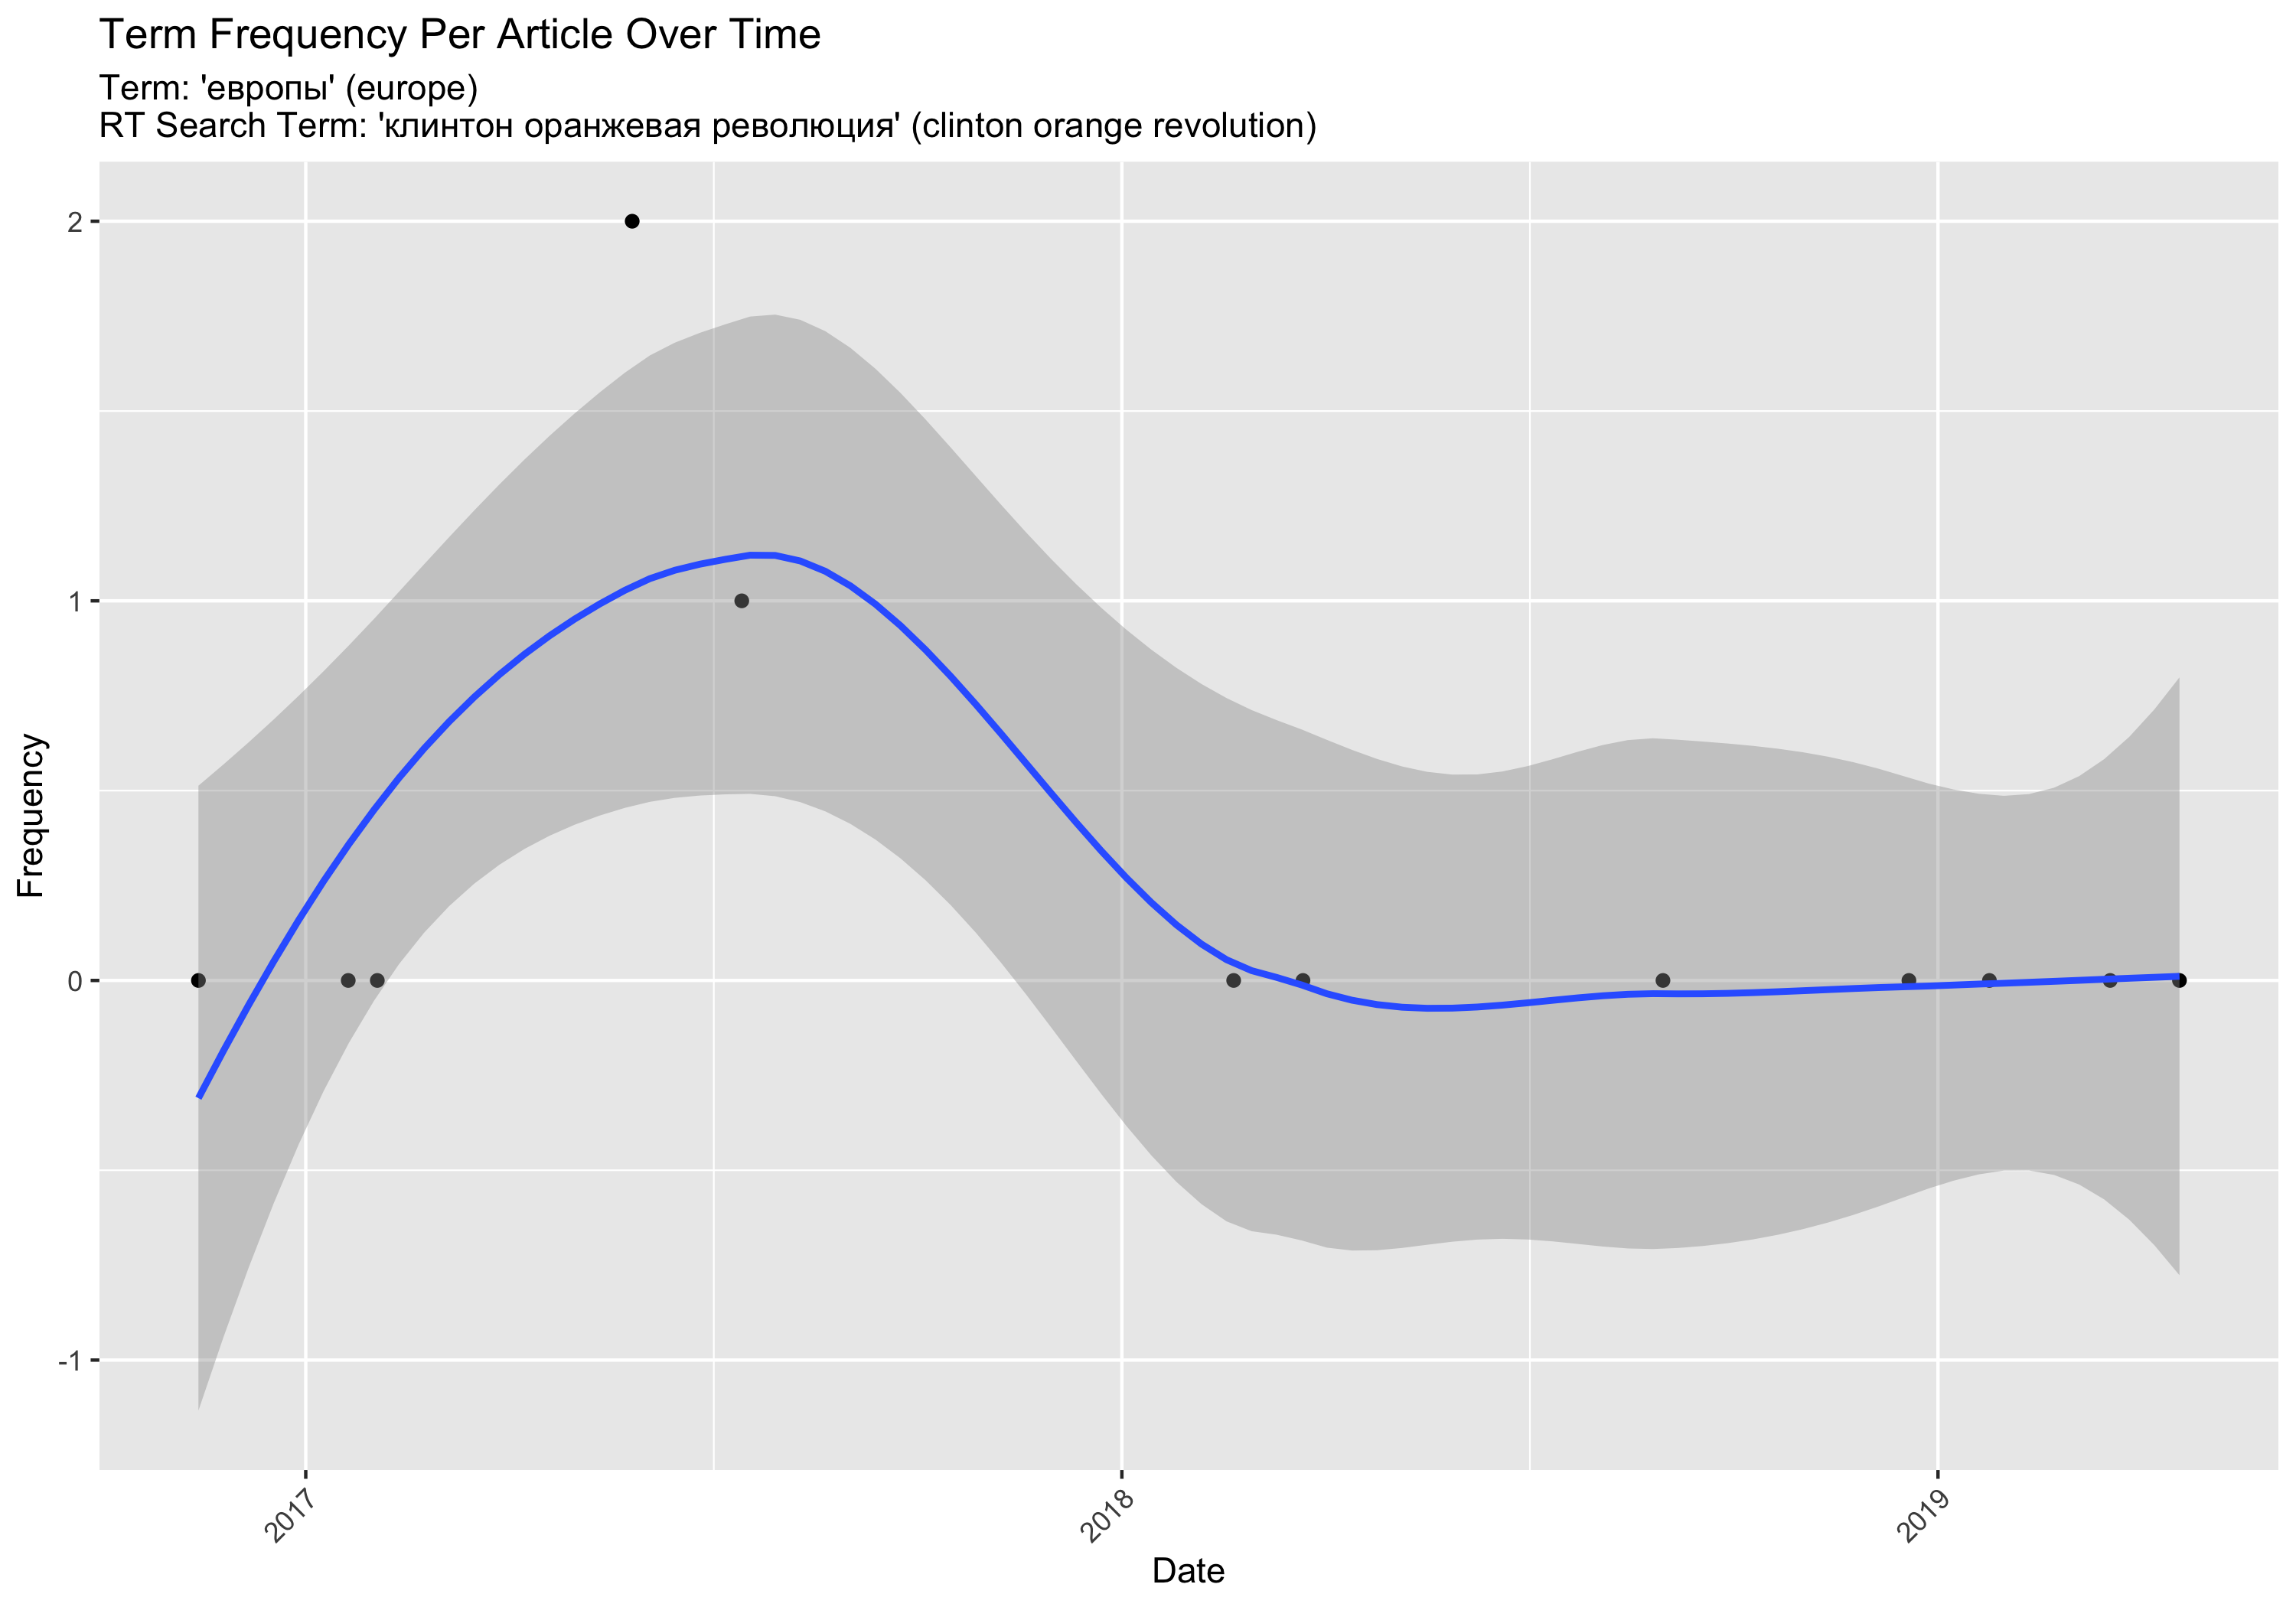 Term Frequency Per Article Over Time
Term: 'европы' (europe)
RT Search Term: 'клинтон оранжевая революция' (clinton orange revolution)
2
1
0
-1
Frequency
2017
2018
2019
Date